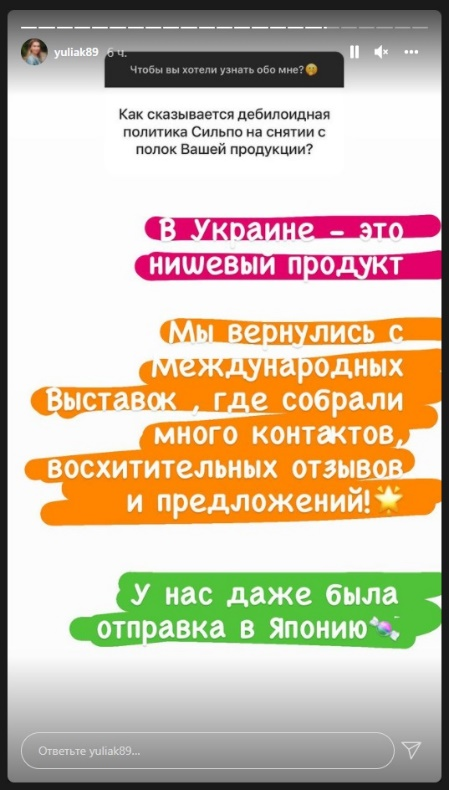 yuliak89 6 ч.
Чтобы вы хотели узнать обо мне?🤭
Как сказывается дебилоидная
политика Сильпо на снятии с
полок Вашей продукции?
В Украине - это
нишевый продукт
Мы вернулись с
Международных
Выставок , где собрали
много контактов,
восхитительных отзывов
и предложений!🌟
У нас даже была
отправка в Японию🍬
Ответьте yuliak89...